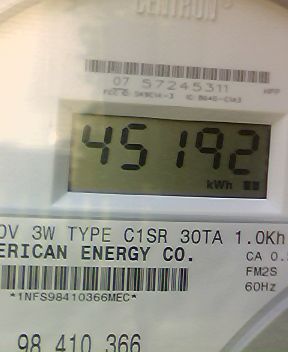 CENTRON
07 57245311
45192
kWh
0V 3W TYPE C1SR 30TA 1.0Kh
ERICAN ENERGY CO.
CA 0.
FM2S
*1NFS98410366MEC*
60Hz
98 410 366